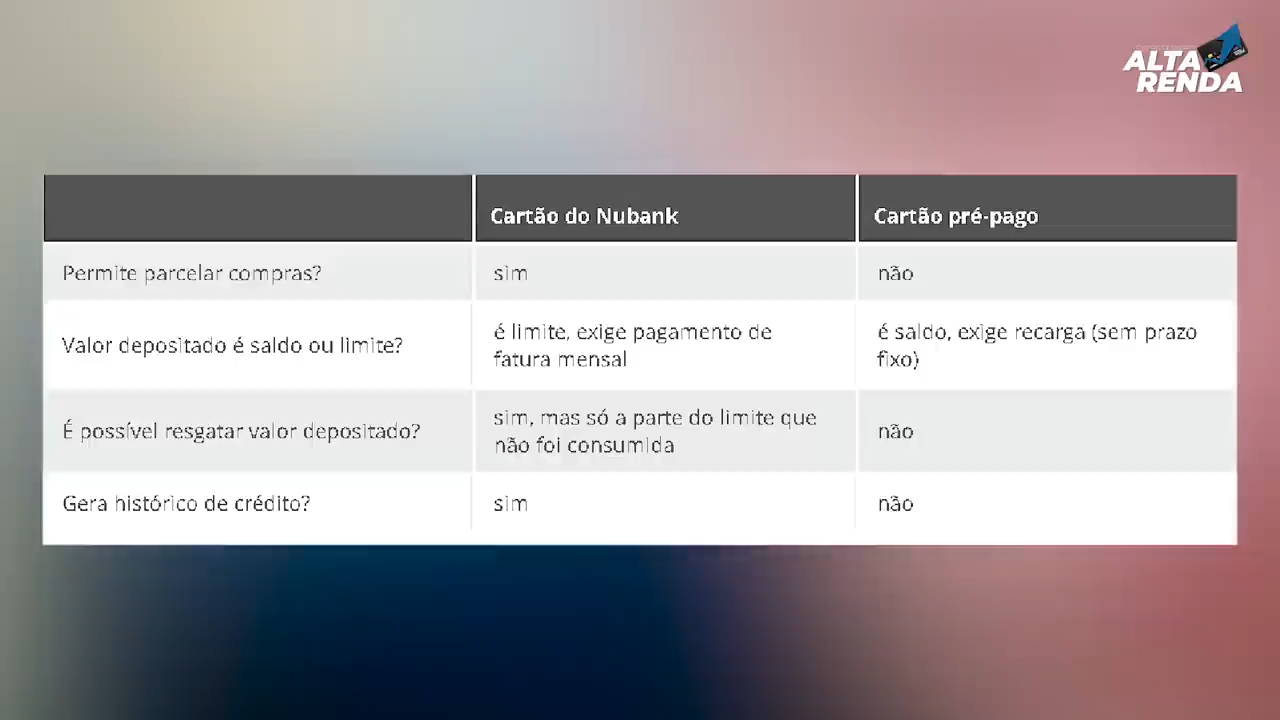 ALTA
RENDA
Cartão do Nubank
Cartão pré-pago
Permite parcelar compras?
sim
não
Valor depositado é saldo ou limite?
é limite, exige pagamento de
fatura mensal
é saldo, exige recarga (sem prazo
fixo)
É possível resgatar valor depositado?
sim, mas só a parte do limite que
não foi consumida
não
Gera histórico de crédito?
sim
não